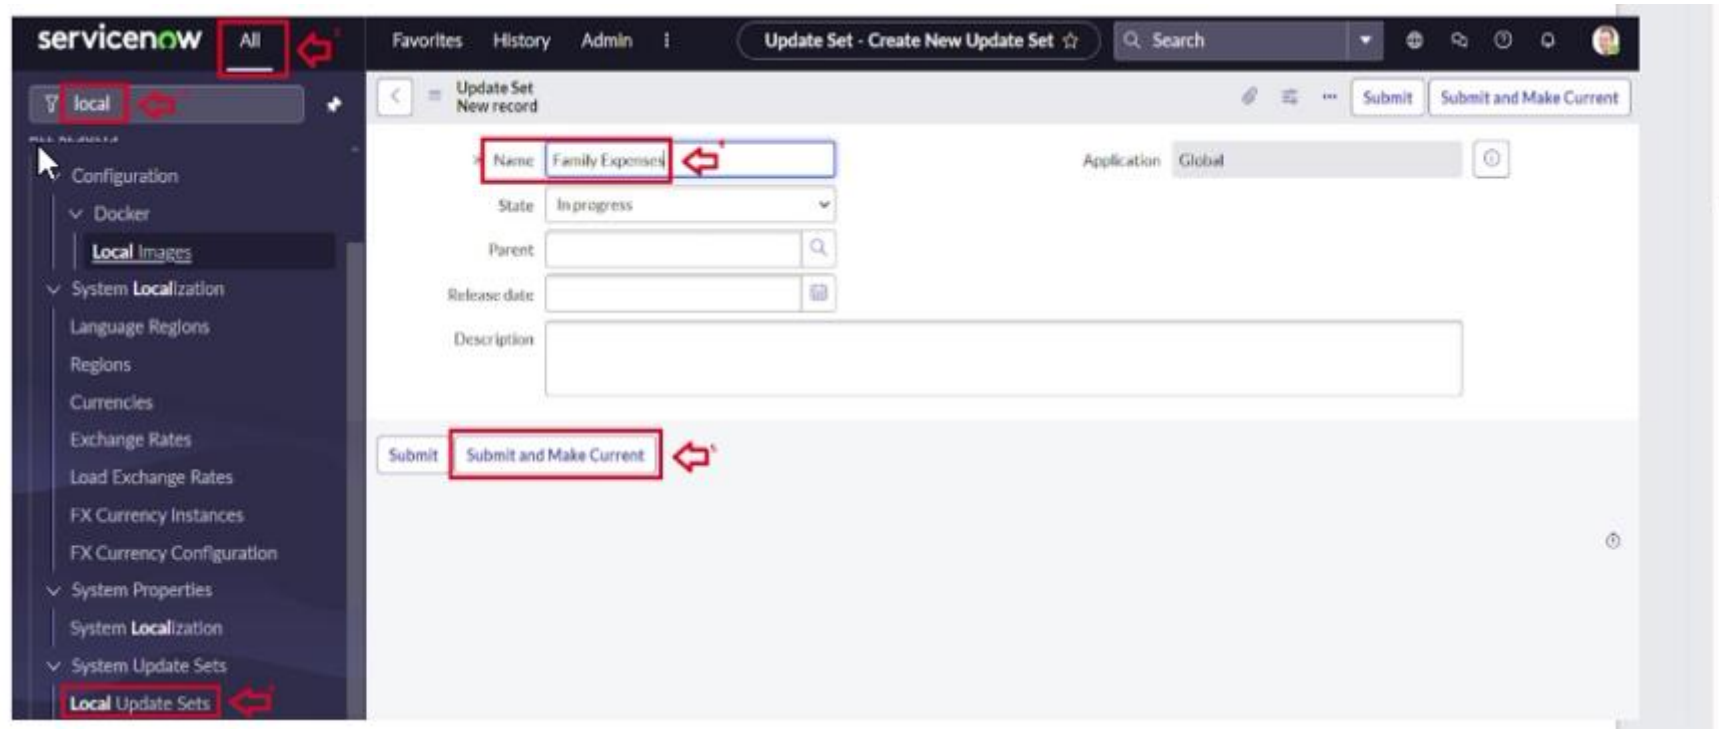 servicenow All Favorites History Admin Update Set - Create New Update Set Search
local
Update Set
New record
Submit Submit and Make Current
Name Family Expenses
Application Global
Configuration
State In progress
Docker
Parent
Local Images
Release date
System Localization
Description
Language Regions
Regions
Currencies
Exchange Rates
Submit Submit and Make Current
Load Exchange Rates
FX Currency Instances
FX Currency Configuration
System Properties
System Localization
System Update Sets
Local Update Sets